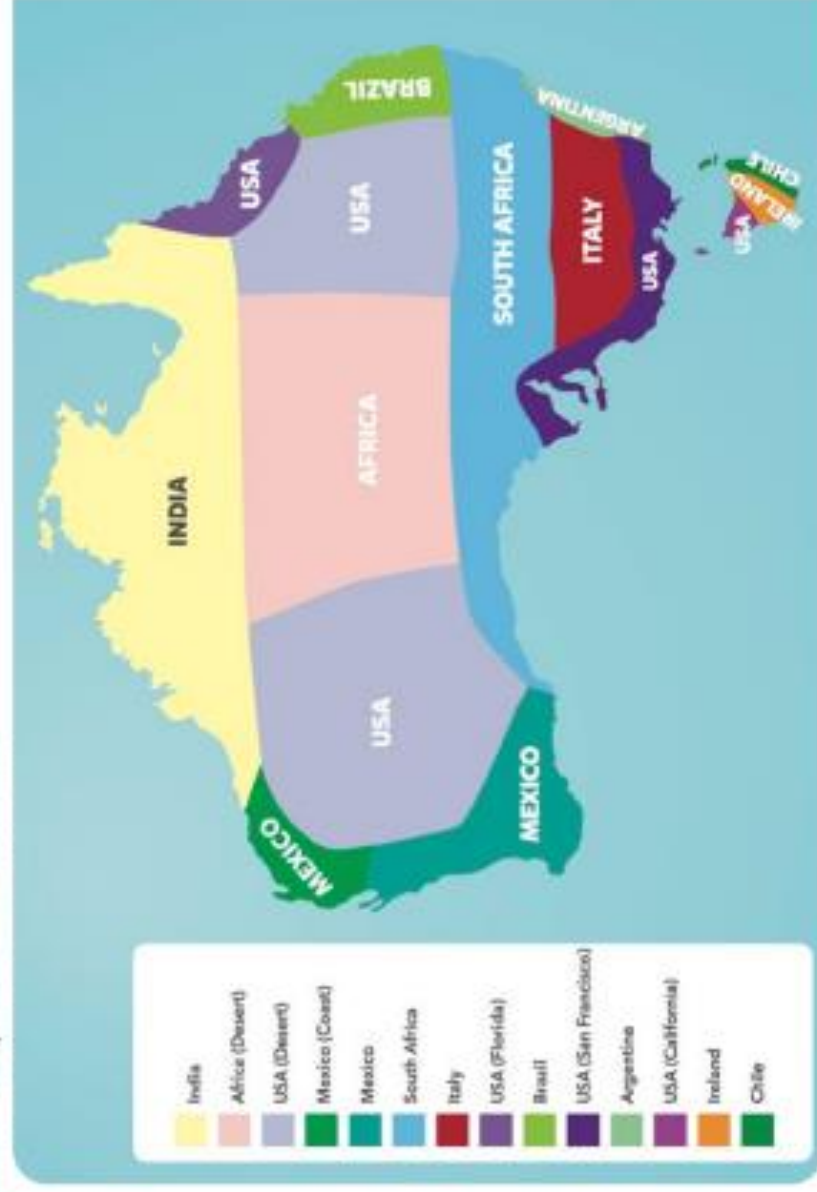 INDIA
USA
BRAZIL
USA
AFRICA
USA
MEXICO
SOUTH AFRICA
ARGENTINA
ITALY
USA
MEXICO
CHILE
IRELAND
USA
India
Africa (Desert)
USA (Desert)
Mexico (Coast)
Mexico
South Africa
Italy
USA (Florida)
Brazil
USA (San Francisco)
Argentine
USA (California)
Ireland
Chile